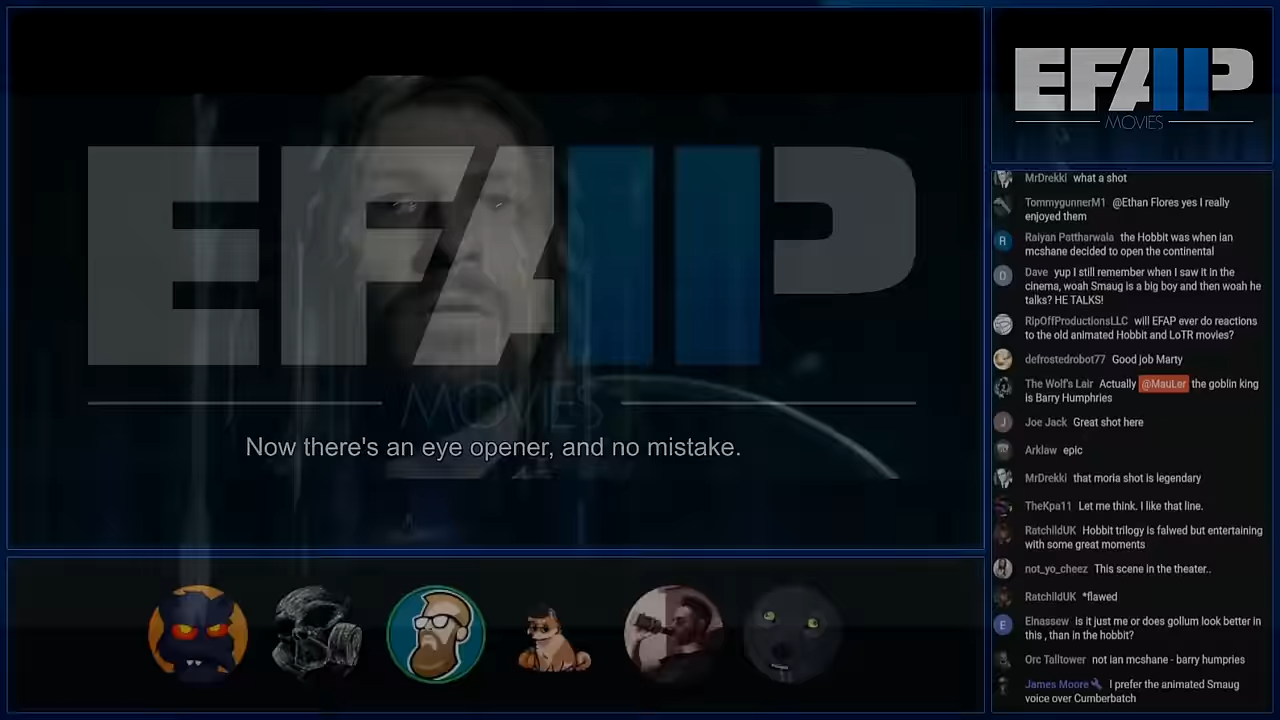 EFAP
MOVIES
Now there's an eye opener, and no mistake.
EFAP
MOVIES
MrDrekki what a shot
TommygunnerM1 @Ethan Flores yes I really
enjoyed them
R Raiyan Pottharwala the Hobbit was when ian
mcshane decided to open the continental
D Dave yup I still remember when I saw it in the
cinema, woah Smaug is a big boy and then woah he
talks? HE TALKS!
RipOffProductionsLLC will EFAP ever do reactions
to the old animated Hobbit and LoTR movies?
defrostedrobot77 Good job Marty
The Wolf's Lair Actually @MauLer the goblin king
is Barry Humphries
J Joe Jack Great shot here
Arklaw epic
MrDrekki that moria shot is legendary
TheKpa11 Let me think. I like that line.
RatchildUK Hobbit trilogy is falwed but entertaining
with some great moments
not_yo_cheez This scene in the theater..
RatchildUK *flawed
E Elnassew is it just me or does gollum look better in
this , than in the hobbit?
Orc Talltower not ian mcshane - barry humpries
James Moore I prefer the animated Smaug
voice over Cumberbatch